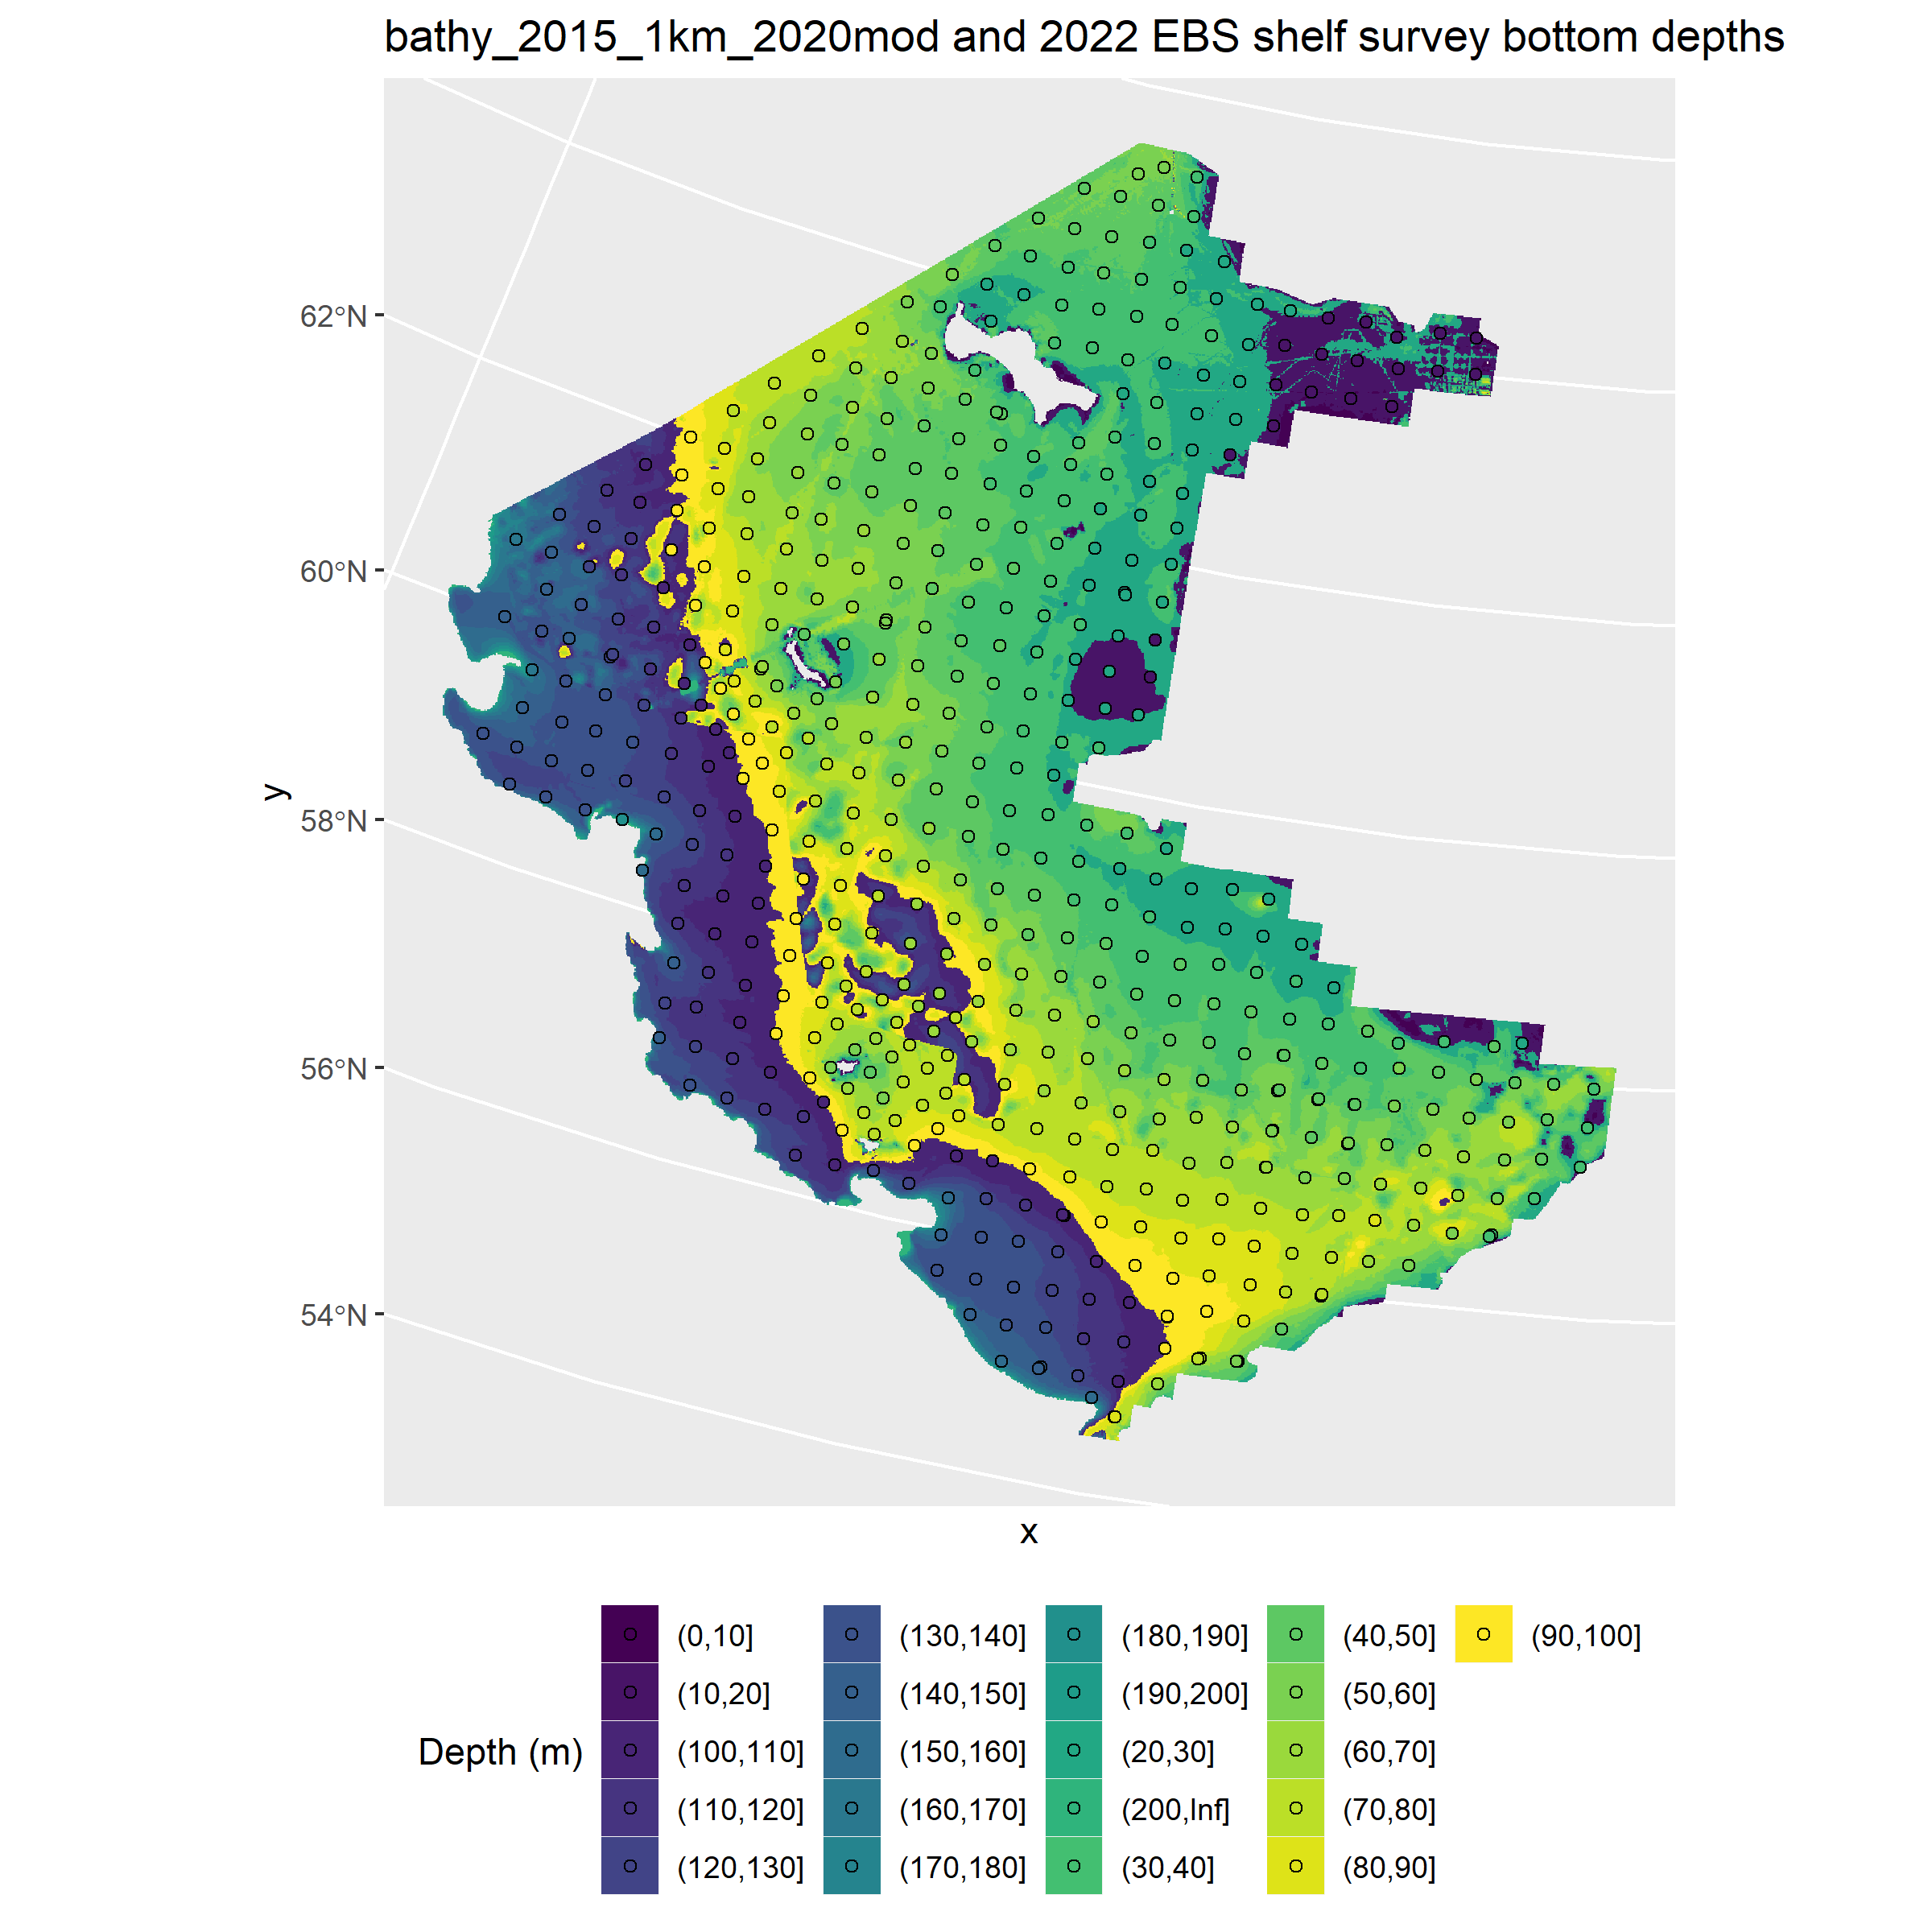 bathy_2015_1km_2020mod and 2022 EBS shelf survey bottom depths
62°N
60°N
58°N
56°N
54°N
y
x
Depth (m)
(0,10]
(10,20]
(100,110]
(110,120]
(120,130]
(130,140]
(140,150]
(150,160]
(160,170]
(170,180]
(180,190]
(190,200]
(20,30]
(200,Inf]
(30,40]
(40,50]
(50,60]
(60,70]
(70,80]
(80,90]
(90,100]